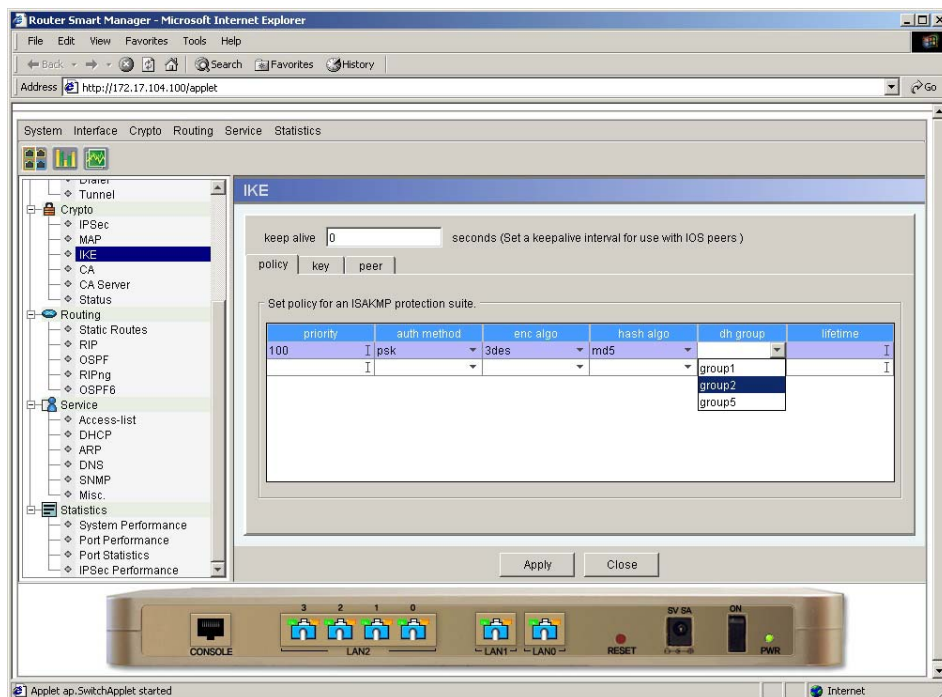 Router Smart Manager - Microsoft Internet Explorer
File Edit View Favorites Tools Help
Back Search Favorites History
Address http://172.17.104.100/applet Go
System Interface Crypto Routing Service Statistics
Dialer
Tunnel
Crypto
IPSec
MAP
IKE
CA
CA Server
Status
Routing
Static Routes
RIP
OSPF
RIPng
OSPF6
Service
Access-list
DHCP
ARP
DNS
SNMP
Misc.
Statistics
System Performance
Port Performance
Port Statistics
IPSec Performance
IKE
keep alive 0 seconds (Set a keepalive interval for use with IOS peers )
policy key peer
Set policy for an ISAKMP protection suite.
priority auth method enc algo hash algo dh group lifetime
100 psk 3des md5
group1
group2
group5
Apply Close
3 2 1 0 5V 5A ON
CONSOLE LAN2 LAN1 LAN0 RESET PWR
Applet ap.SwitchApplet started Internet